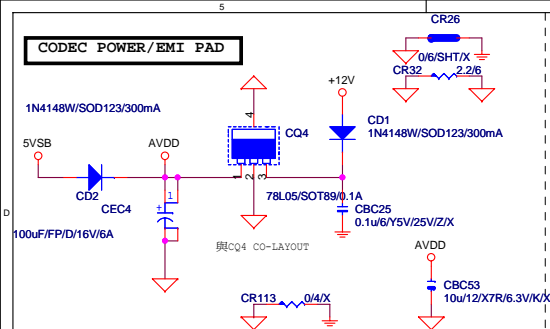 5
CODEC POWER/EMI PAD
CR26
0/6/SHT/X
CR32
2.2/6
1N4148W/SOD123/300mA
+12V
4
CQ4
CD1
1N4148W/SOD123/300mA
5VSB
AVDD
1
2
3
CD2
78L05/SOT89/0.1A
CEC4
1
+
CBC25
0.1u/6/Y5V/25V/Z/X
D
100uF/FP/D/16V/6A
與CQ4 CO-LAYOUT
AVDD
CBC53
10u/12/X7R/6.3V/K/X
CR113
0/4/X